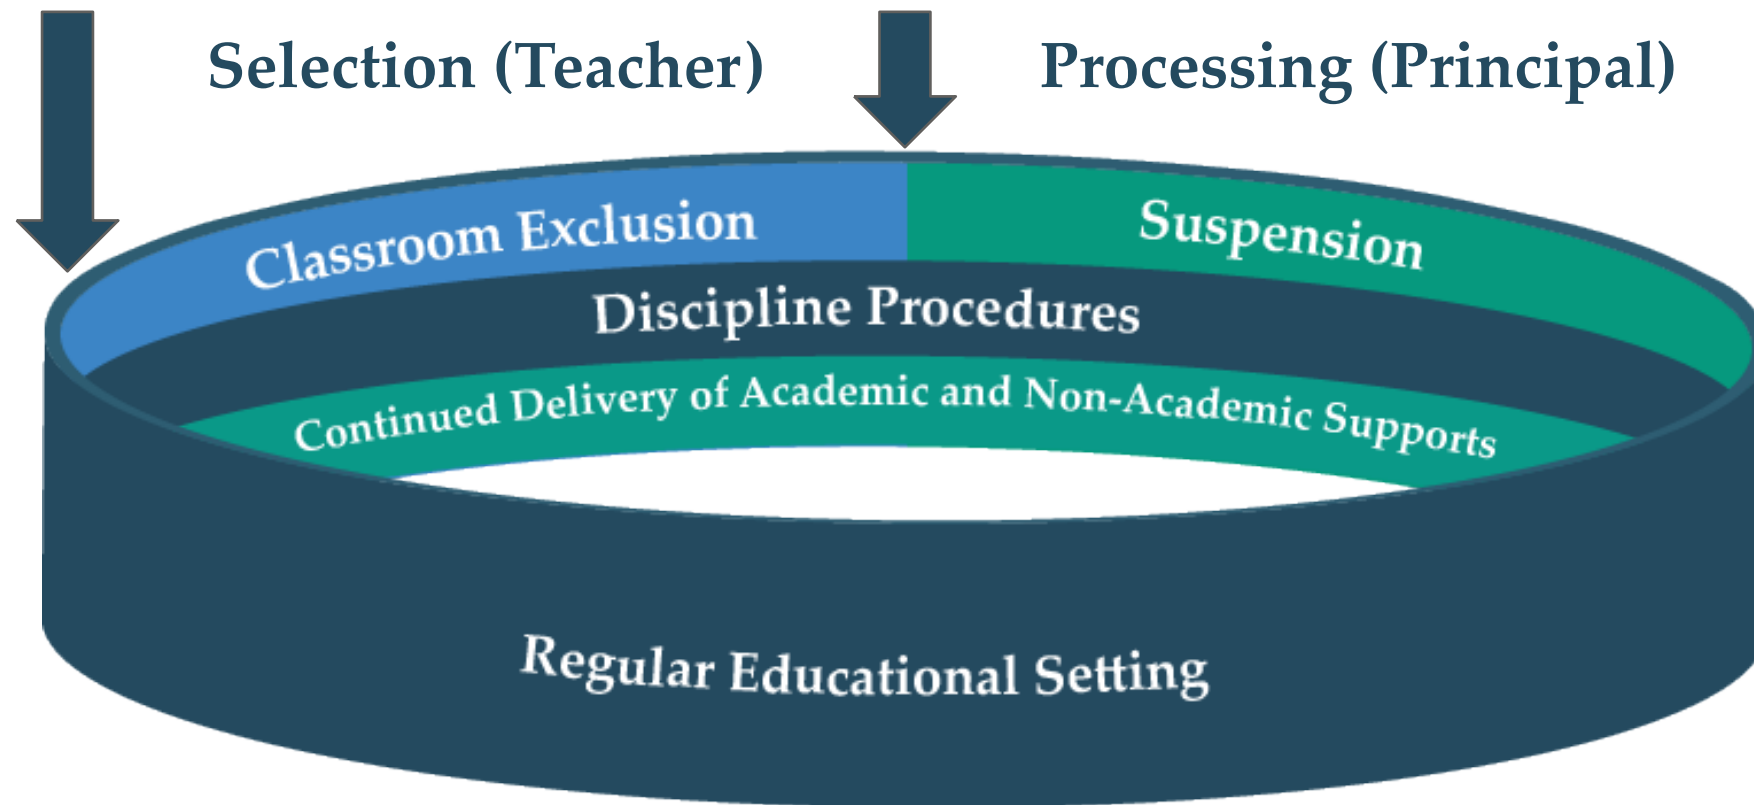 Selection (Teacher)
Processing (Principal)
Classroom Exclusion
Suspension
Discipline Procedures
Continued Delivery of Academic and Non-Academic Supports
Regular Educational Setting